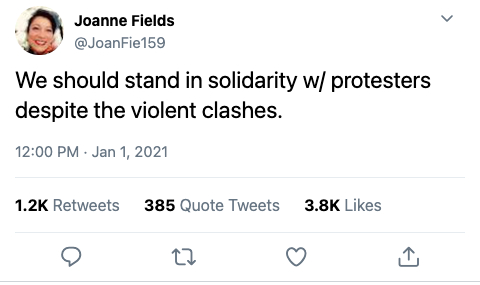 Joanne Fields
@JoanFie159
We should stand in solidarity w/ protesters
despite the violent clashes.
12:00 PM · Jan 1, 2021
1.2K Retweets 385 Quote Tweets 3.8K Likes